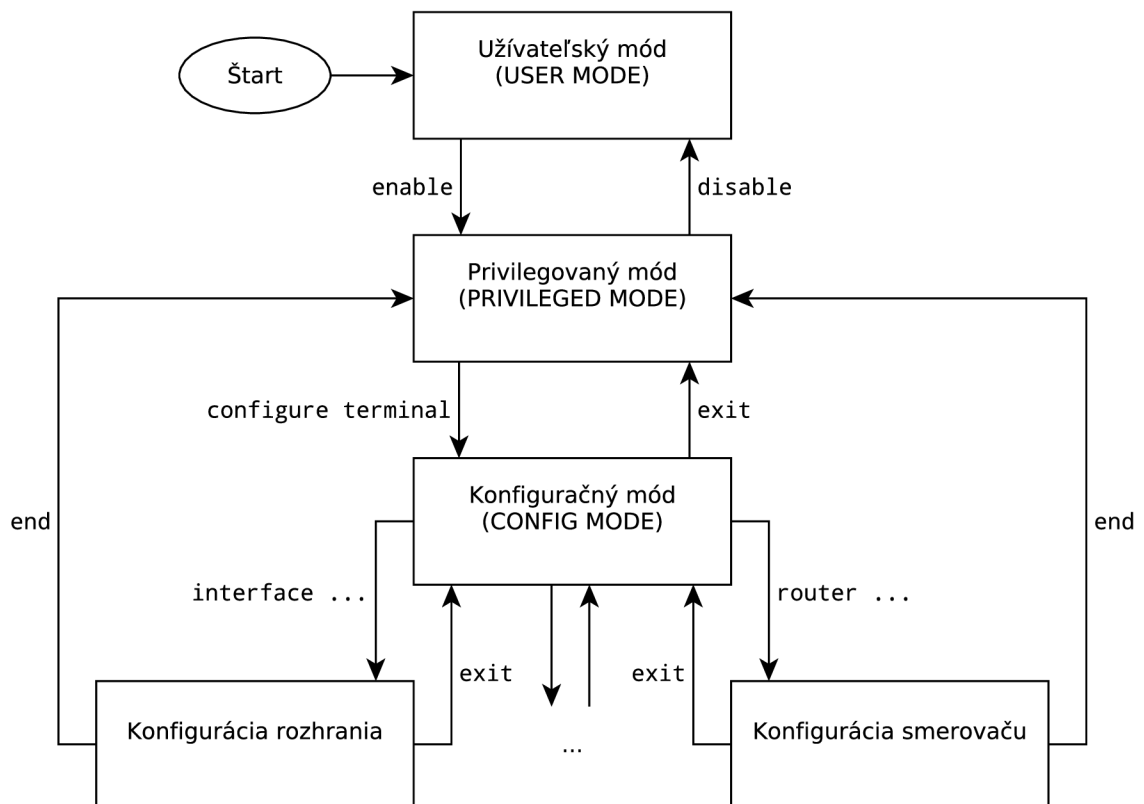 Štart
Užívateľský mód
(USER MODE)
enable
disable
Privilegovaný mód
(PRIVILEGED MODE)
configure terminal
exit
Konfiguračný mód
(CONFIG MODE)
end
end
interface ...
router ...
exit
exit
Konfigurácia rozhrania
...
Konfigurácia smerovaču